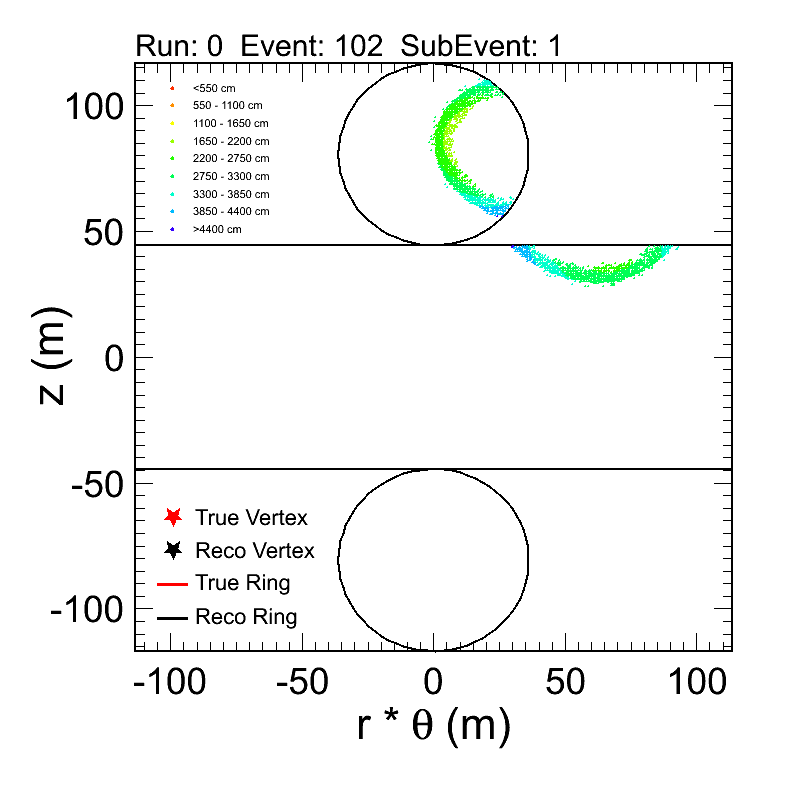 Run: 0  Event: 102  SubEvent: 1
<550 cm
550 - 1100 cm
1100 - 1650 cm
1650 - 2200 cm
2200 - 2750 cm
2750 - 3300 cm
3300 - 3850 cm
3850 - 4400 cm
>4400 cm
100
50
0
-50
-100
z (m)
True Vertex
Reco Vertex
True Ring
Reco Ring
-100 -50 0 50 100
r * θ (m)